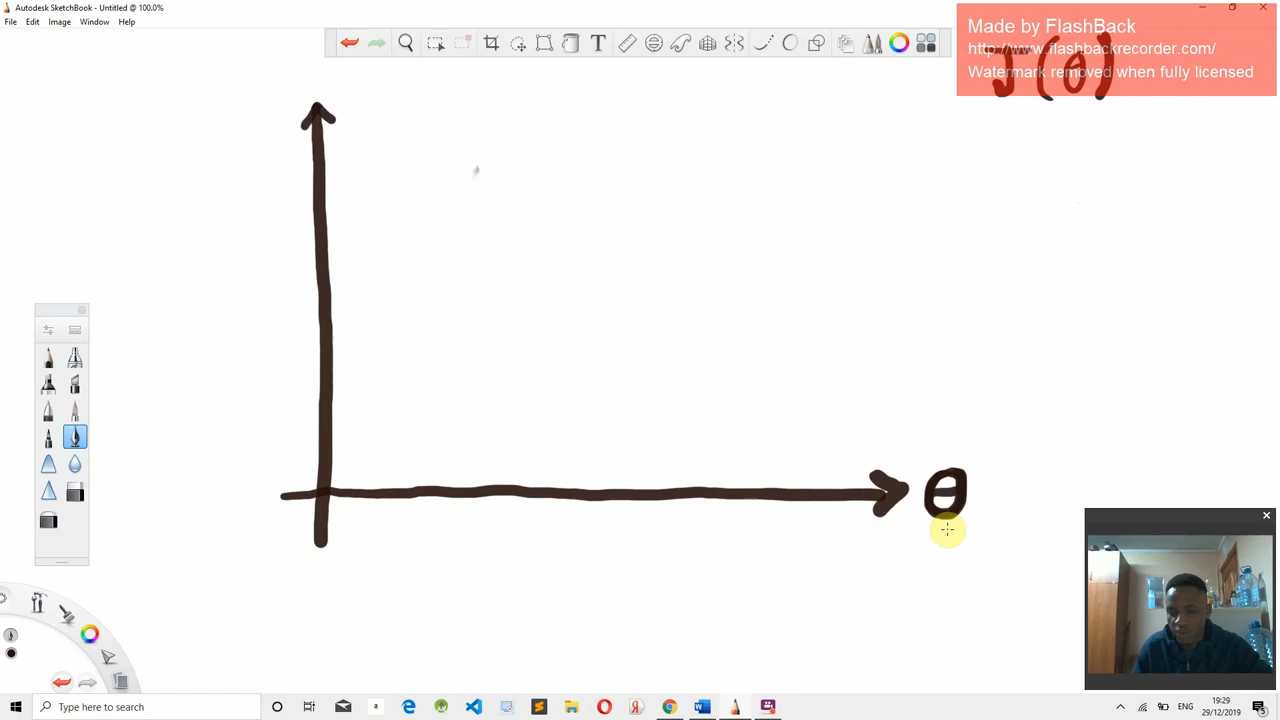 Autodesk SketchBook - Untitled @ 100.0%
File Edit Image Window Help
Made by FlashBack
http://www.flashbackrecorder.com/
Watermark removed when fully licensed
J(θ)
T
θ
Type here to search
a
ENG
19:29
29/12/2019
5